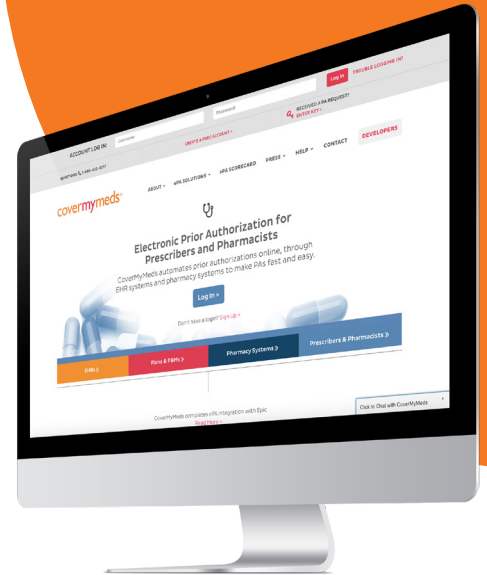 ACCOUNT LOG IN:
Username
Password
Log In
TROUBLE LOGGING IN?
CREATE A FREE ACCOUNT »
RECEIVED A PA REQUEST?
ENTER KEY »
covermymeds
ABOUT
ePA SOLUTIONS
ePA SCORECARD
PRESS
HELP
CONTACT
DEVELOPERS
Electronic Prior Authorization for
Prescribers and Pharmacists
CoverMyMeds automates prior authorizations online, through
EHR systems and pharmacy systems to make PAs fast and easy.
Log In »
Don't have a login? Sign Up »
EHRs »
Plans & PBMs »
Pharmacy Systems »
Prescribers & Pharmacists »
CoverMyMeds completes ePA integration with Epic
Read More »
Click to Chat with CoverMyMeds